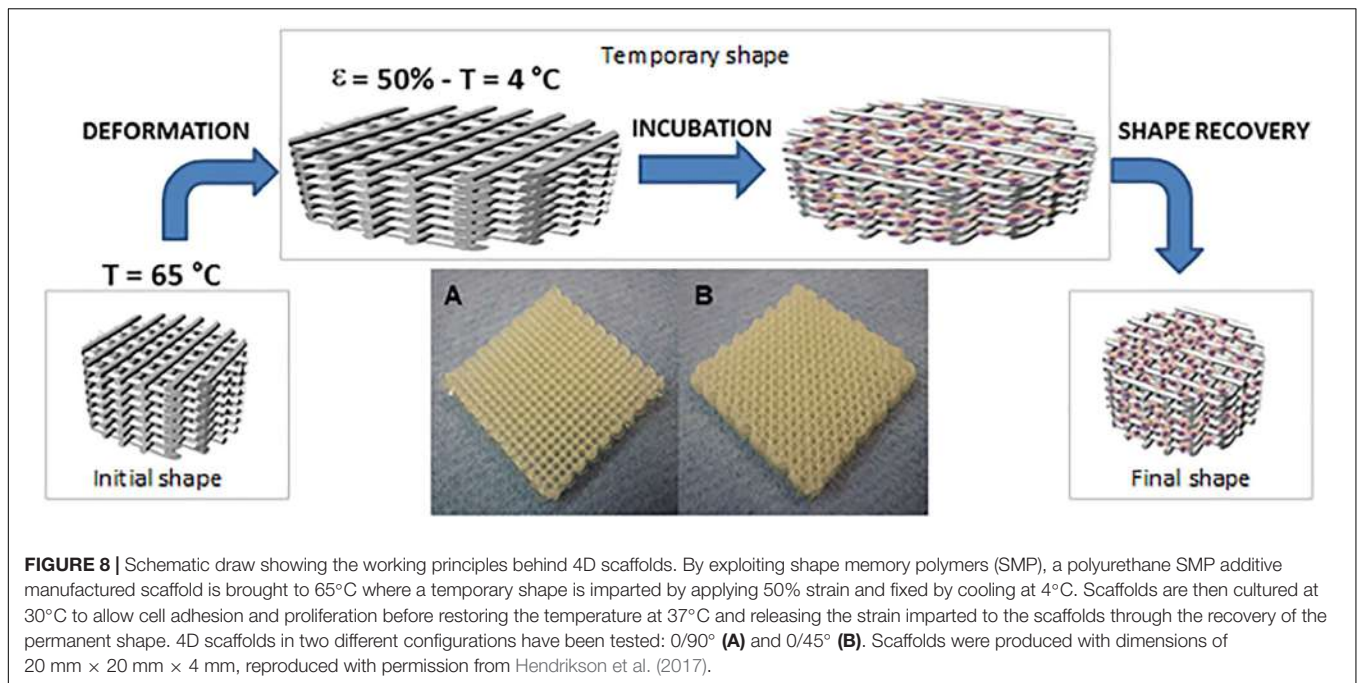 Temporary shape
ε = 50% - T = 4 °C
DEFORMATION
INCUBATION
SHAPE RECOVERY
T = 65 °C
A
B
Initial shape
Final shape
FIGURE 8 | Schematic draw showing the working principles behind 4D scaffolds. By exploiting shape memory polymers (SMP), a polyurethane SMP additive
manufactured scaffold is brought to 65°C where a temporary shape is imparted by applying 50% strain and fixed by cooling at 4°C. Scaffolds are then cultured at
30°C to allow cell adhesion and proliferation before restoring the temperature at 37°C and releasing the strain imparted to the scaffolds through the recovery of the
permanent shape. 4D scaffolds in two different configurations have been tested: 0/90° (A) and 0/45° (B). Scaffolds were produced with dimensions of
20 mm × 20 mm × 4 mm, reproduced with permission from Hendrikson et al. (2017).